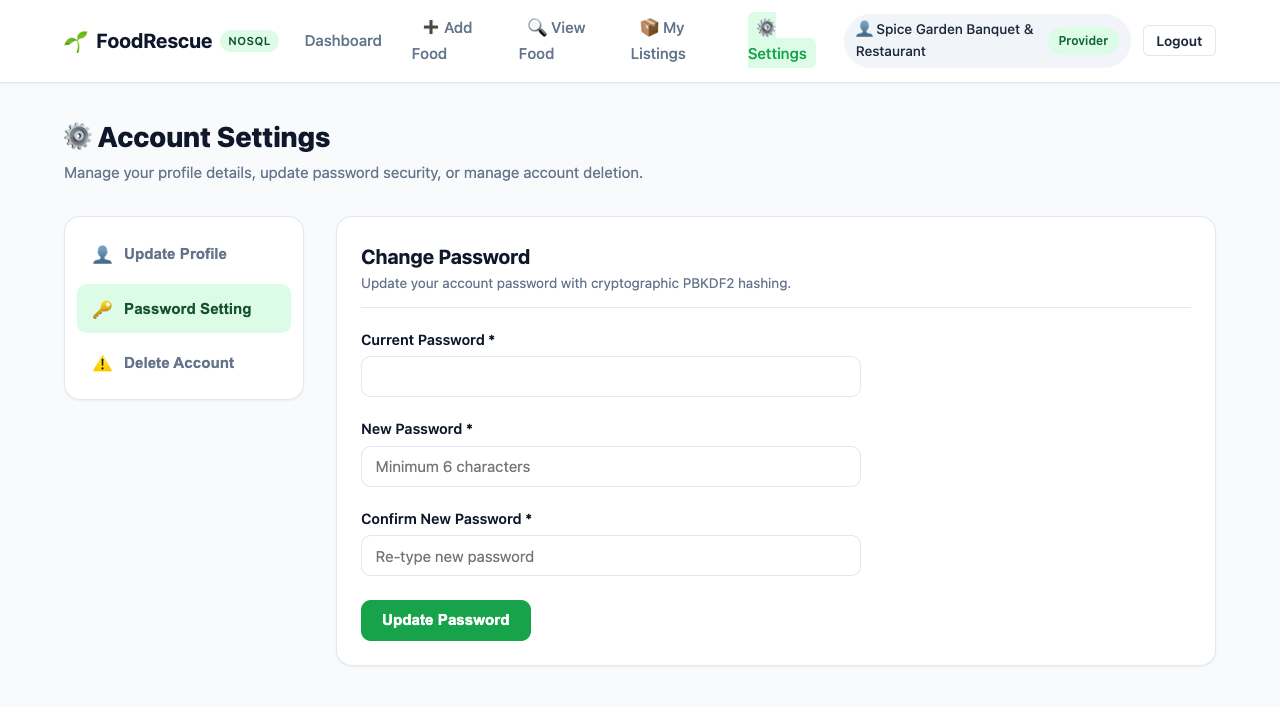 🌱 FoodRescue NOSQL
Dashboard
➕ Add
Food
🔍 View
Food
📦 My
Listings
⚙️
Settings
👤 Spice Garden Banquet &
Restaurant
Provider
Logout
⚙️ Account Settings
Manage your profile details, update password security, or manage account deletion.
👤 Update Profile
🔑 Password Setting
⚠️ Delete Account
Change Password
Update your account password with cryptographic PBKDF2 hashing.
Current Password *
New Password *
Minimum 6 characters
Confirm New Password *
Re-type new password
Update Password